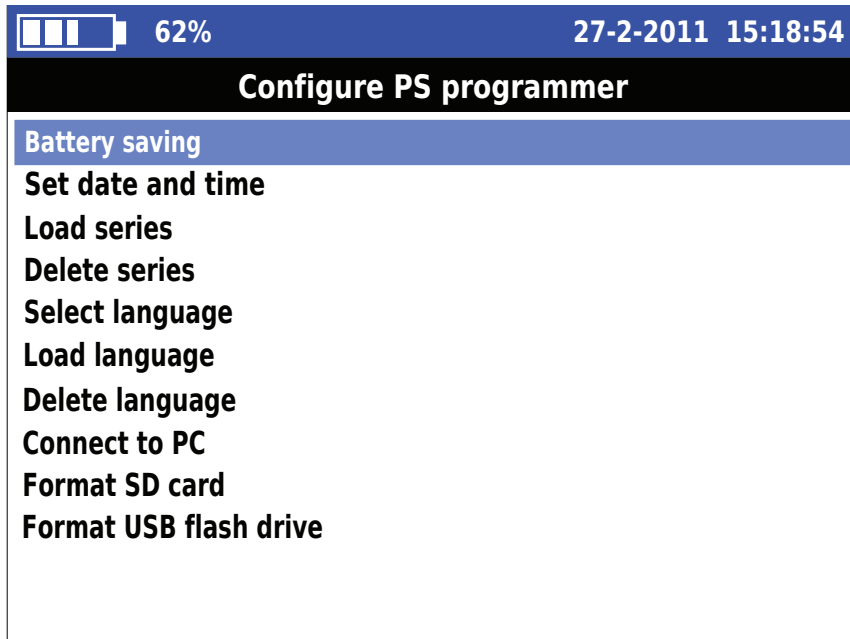 62% 27-2-2011 15:18:54
Configure PS programmer
Battery saving
Set date and time
Load series
Delete series
Select language
Load language
Delete language
Connect to PC
Format SD card
Format USB flash drive